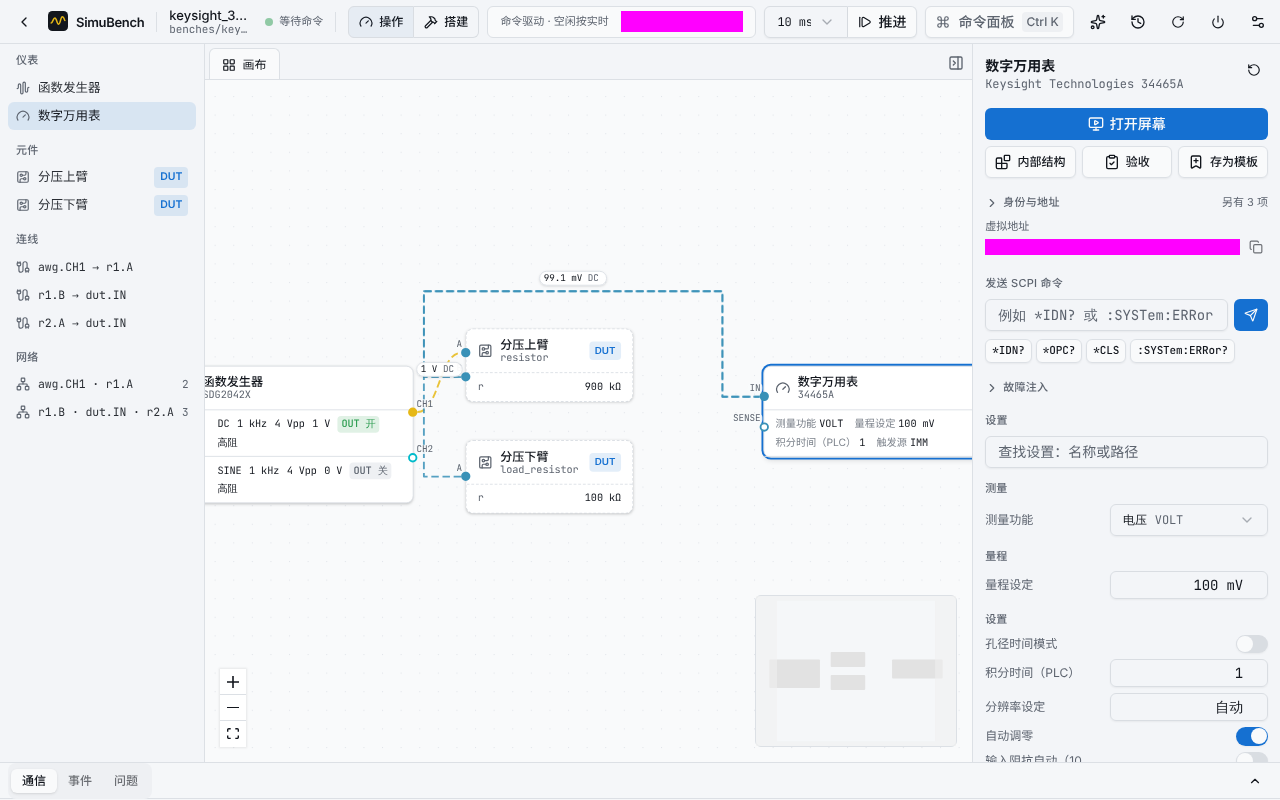 SimuBench
keysight_3...
benches/key...
等待命令
操作
搭建
命令驱动 · 空闲按实时
10 ms
推进
⌘ 命令面板 Ctrl K
仪表
函数发生器
数字万用表
元件
分压上臂 DUT
分压下臂 DUT
连线
awg.CH1 → r1.A
r1.B → dut.IN
r2.A → dut.IN
网络
awg.CH1 · r1.A 2
r1.B · dut.IN · r2.A 3
画布
99.1 mV DC
1 V DC
函数发生器
SDG2042X
DC 1 kHz 4 Vpp 1 V OUT 开
高阻
SINE 1 kHz 4 Vpp 0 V OUT 关
高阻
CH1
CH2
A
分压上臂
resistor
DUT
r 900 kΩ
A
分压下臂
load_resistor
DUT
r 100 kΩ
IN
SENSE
数字万用表
34465A
测量功能 VOLT 量程设定 100 mV
积分时间（PLC） 1 触发源 IMM
数字万用表
Keysight Technologies 34465A
打开屏幕
内部结构
验收
存为模板
身份与地址 另有 3 项
虚拟地址
发送 SCPI 命令
例如 *IDN? 或 :SYSTem:ERRor
*IDN?
*OPC?
*CLS
:SYSTem:ERRor?
故障注入
设置
查找设置：名称或路径
测量
测量功能 电压 VOLT
量程
量程设定 100 mV
设置
孔径时间模式
积分时间（PLC） 1
分辨率设定 自动
自动调零
输入阻抗自动（10
通信
事件
问题